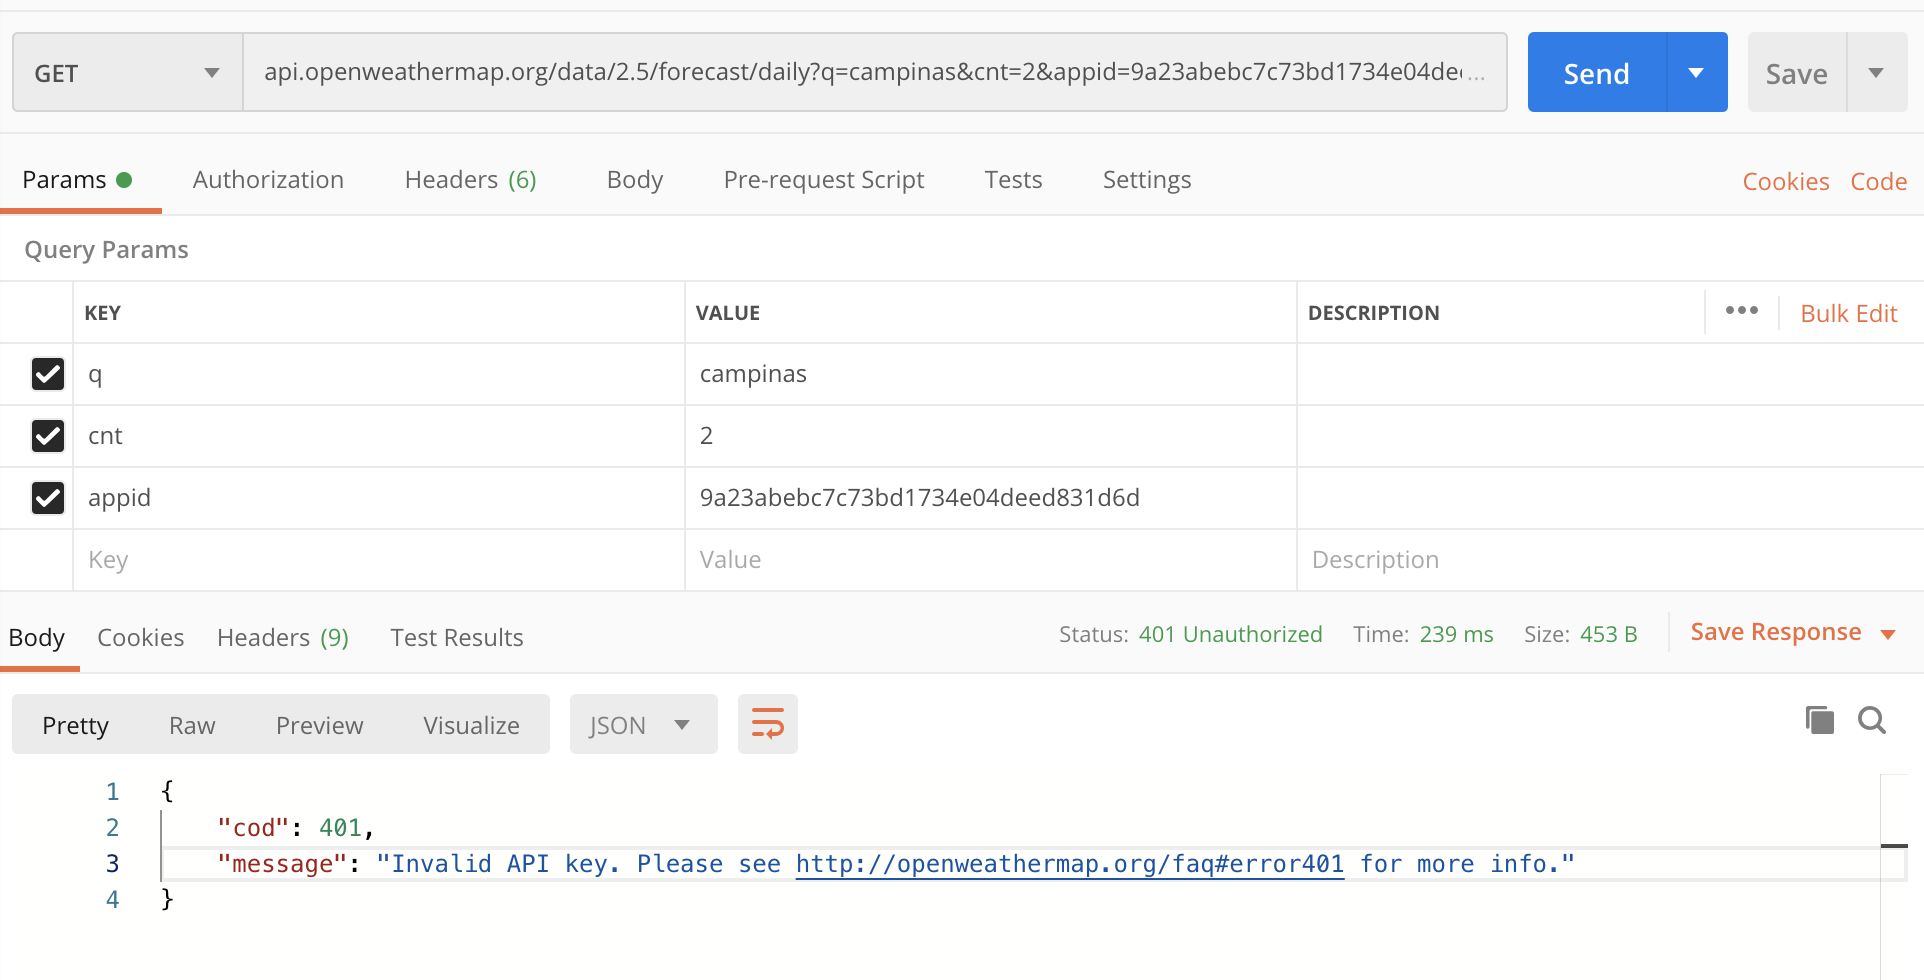 GET api.openweathermap.org/data/2.5/forecast/daily?q=campinas&cnt=2&appid=9a23abebc7c73bd1734e04dee... Send Save
Params Authorization Headers (6) Body Pre-request Script Tests Settings Cookies Code
Query Params
KEY VALUE DESCRIPTION ••• Bulk Edit
q campinas
cnt 2
appid 9a23abebc7c73bd1734e04deed831d6d
Key Value Description
Body Cookies Headers (9) Test Results Status: 401 Unauthorized Time: 239 ms Size: 453 B Save Response
Pretty Raw Preview Visualize JSON
1 {
2 "cod": 401,
3 "message": "Invalid API key. Please see http://openweathermap.org/faq#error401 for more info."
4 }